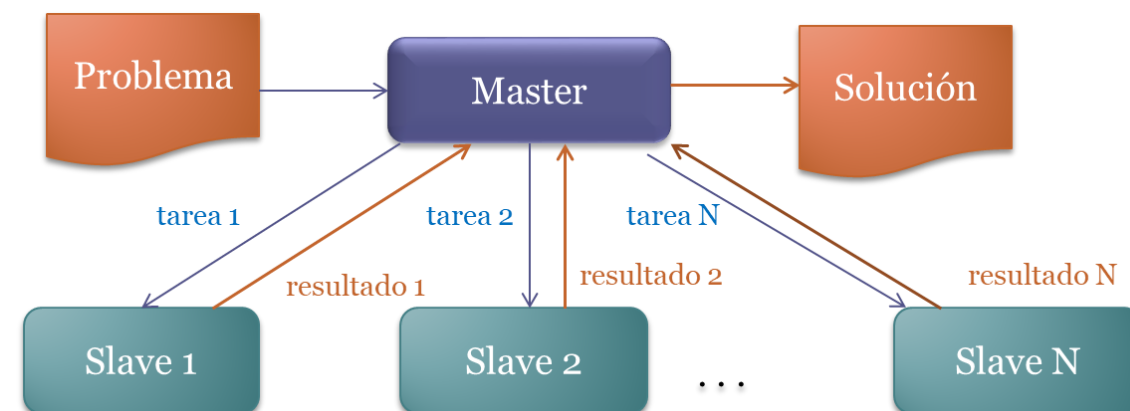 Problema
Master
Solución
tarea 1
tarea 2
tarea N
resultado 1
resultado 2
resultado N
Slave 1
Slave 2
. . .
Slave N